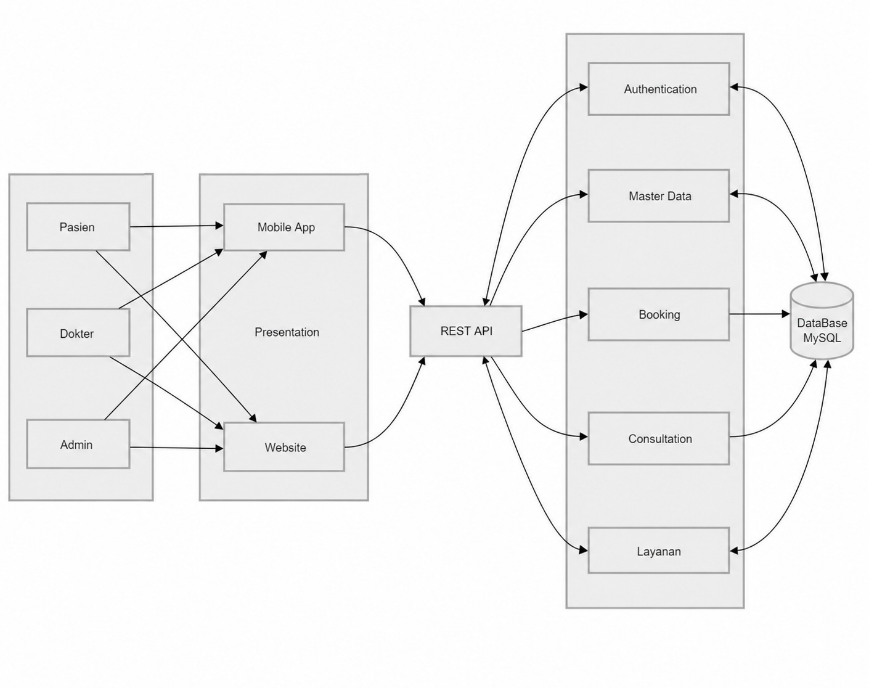 Pasien
Dokter
Admin
Mobile App
Presentation
Website
REST API
Authentication
Master Data
Booking
Consultation
Layanan
DataBase
MySQL